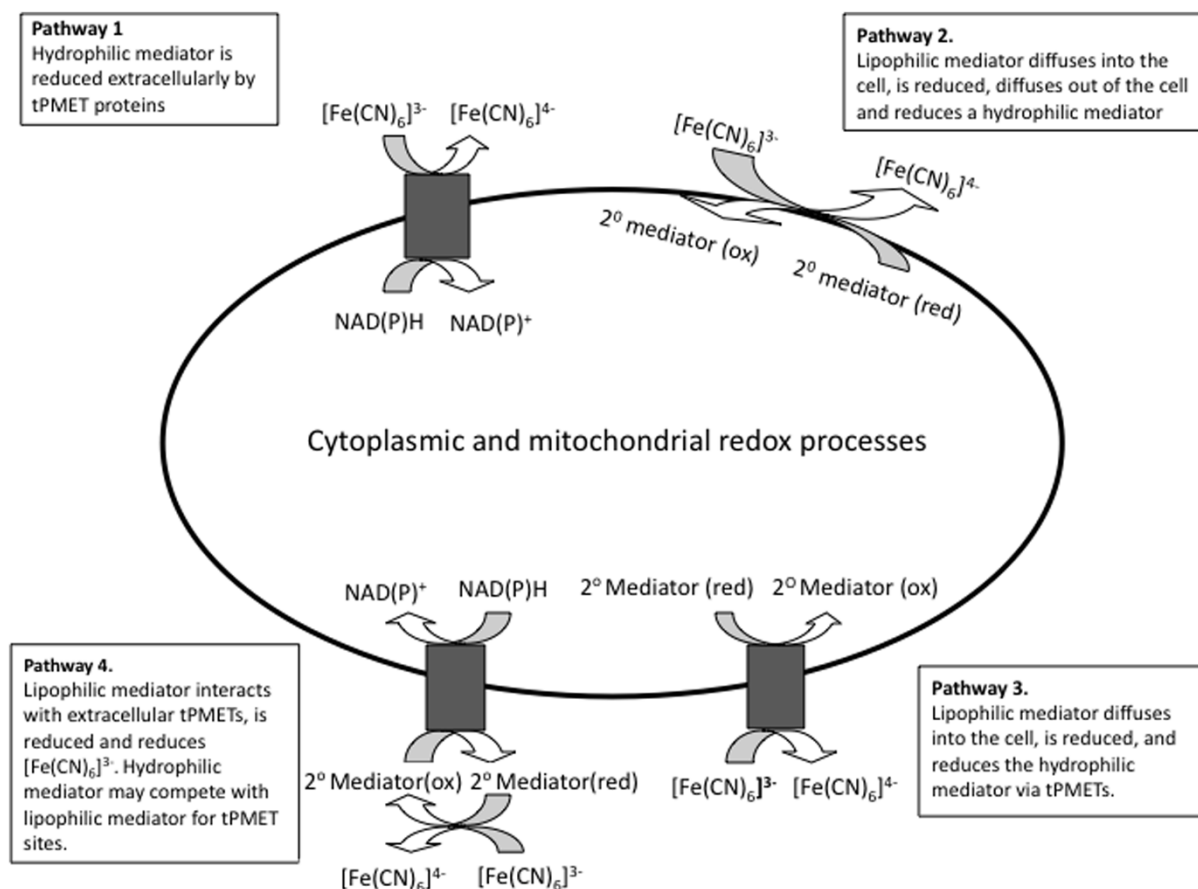 Pathway 1
Hydrophilic mediator is
reduced extracellularly by
tPMET proteins
Pathway 2.
Lipophilic mediator diffuses into the
cell, is reduced, diffuses out of the cell
and reduces a hydrophilic mediator
[Fe(CN)₆]³⁻ [Fe(CN)₆]⁴⁻
[Fe(CN)₆]³⁻
[Fe(CN)₆]⁴⁻
2⁰ mediator (ox)
2⁰ mediator (red)
NAD(P)H NAD(P)⁺
Cytoplasmic and mitochondrial redox processes
NAD(P)⁺ NAD(P)H 2º Mediator (red) 2ᴼ Mediator (ox)
Pathway 4.
Lipophilic mediator interacts
with extracellular tPMETs, is
reduced and reduces
[Fe(CN)₆]³⁻. Hydrophilic
mediator may compete with
lipophilic mediator for tPMET
sites.
Pathway 3.
Lipophilic mediator diffuses
into the cell, is reduced, and
reduces the hydrophilic
mediator via tPMETs.
2º Mediator(ox) 2º Mediator(red)
[Fe(CN)₆]³⁻ [Fe(CN)₆]⁴⁻
[Fe(CN)₆]⁴⁻ [Fe(CN)₆]³⁻